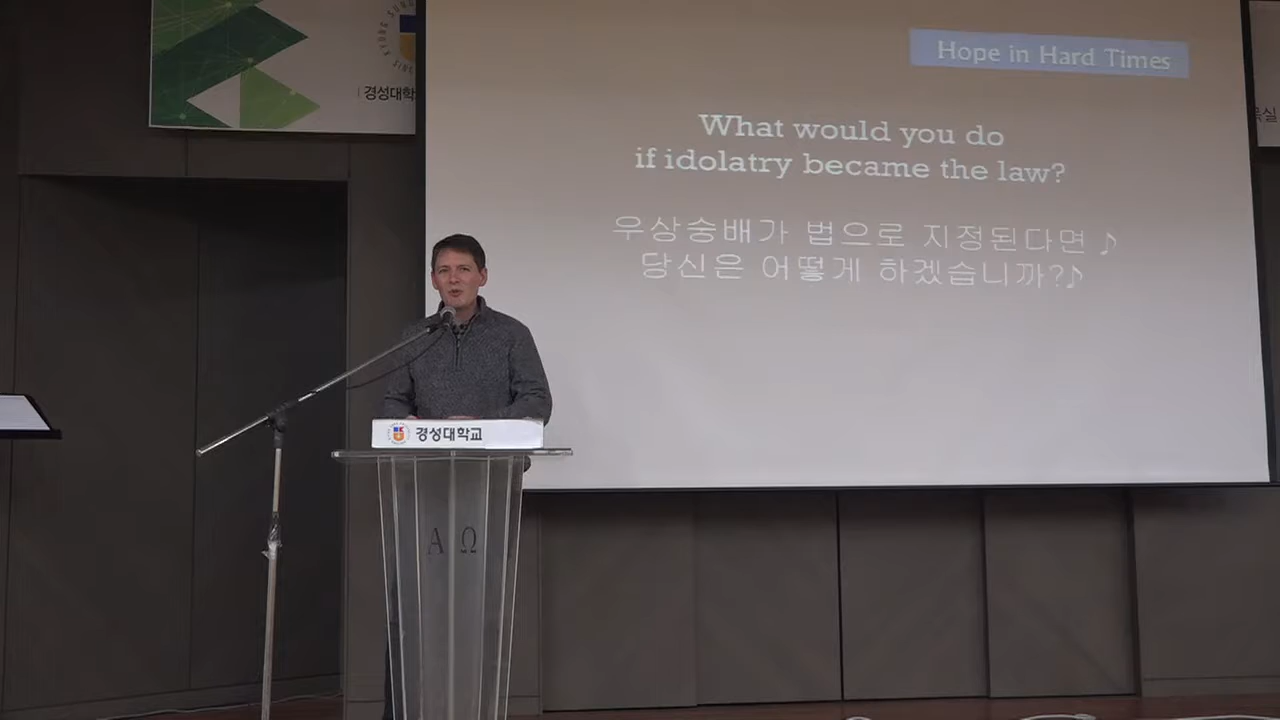 경성대학
Hope in Hard Times
What would you do
if idolatry became the law?
우상숭배가 법으로 지정된다면 ♪
당신은 어떻게 하겠습니까?♪
경성대학교
Α Ω